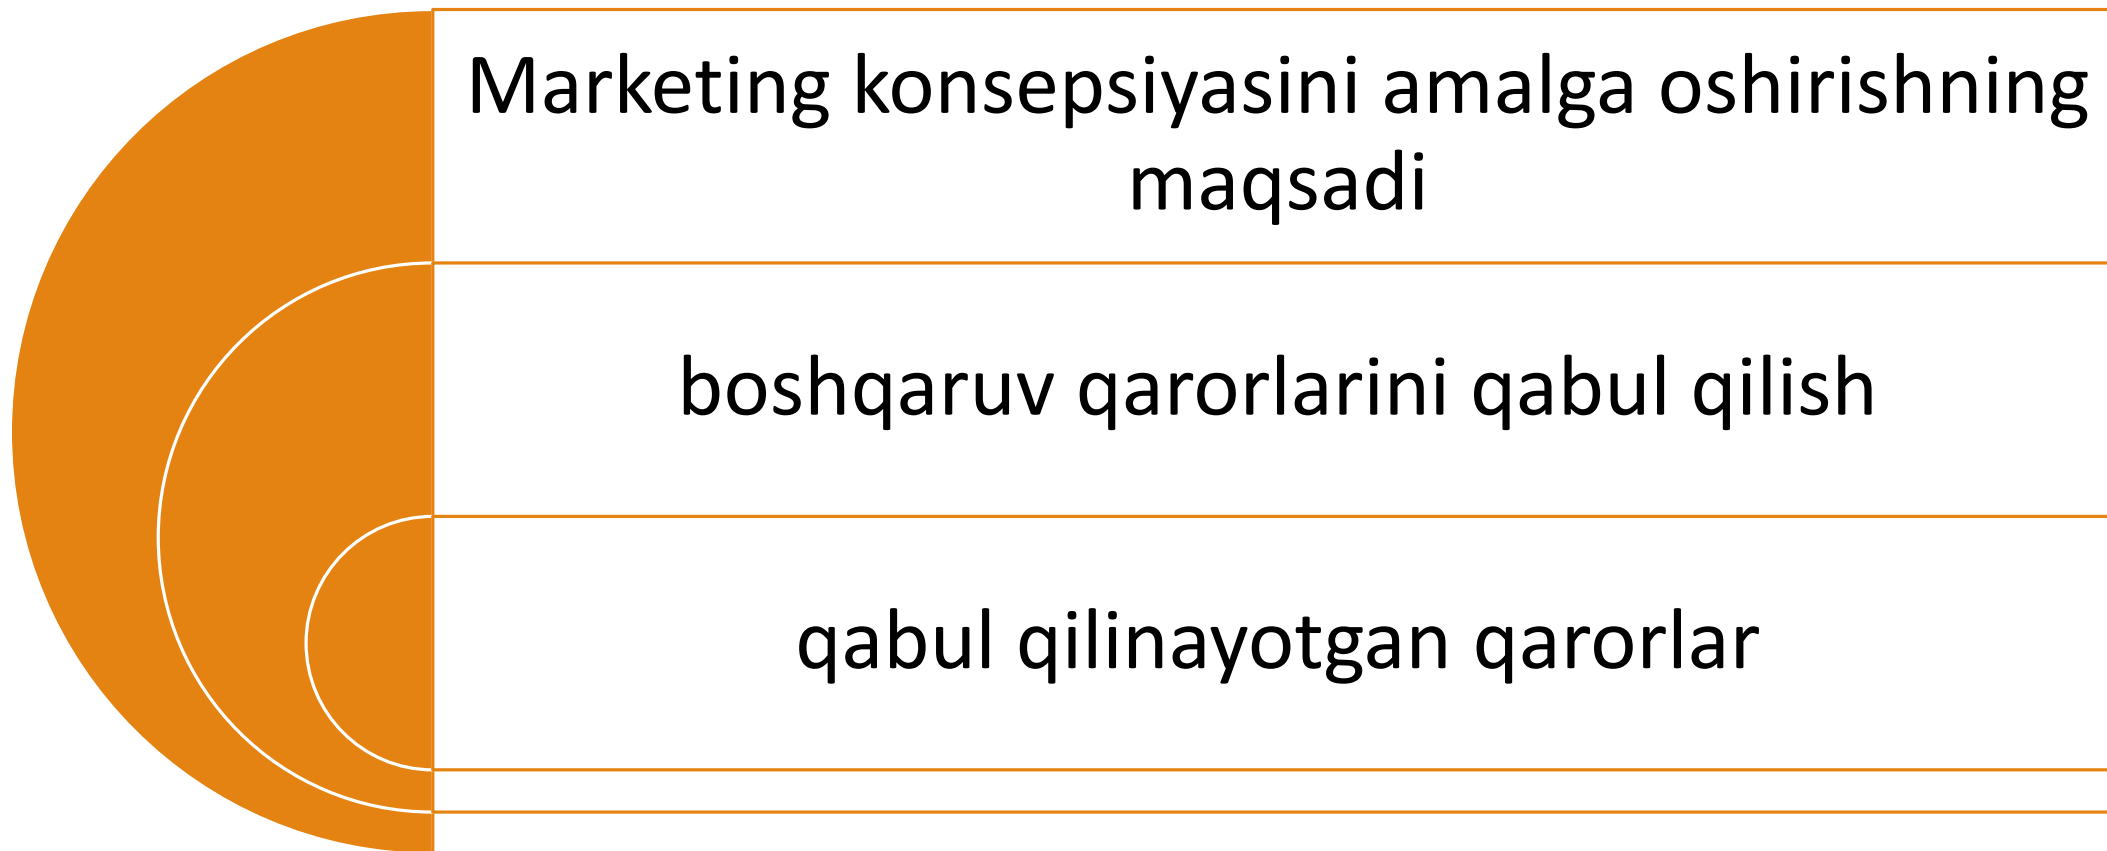 Marketing konsepsiyasini amalga oshirishning
maqsadi
boshqaruv qarorlarini qabul qilish
qabul qilinayotgan qarorlar